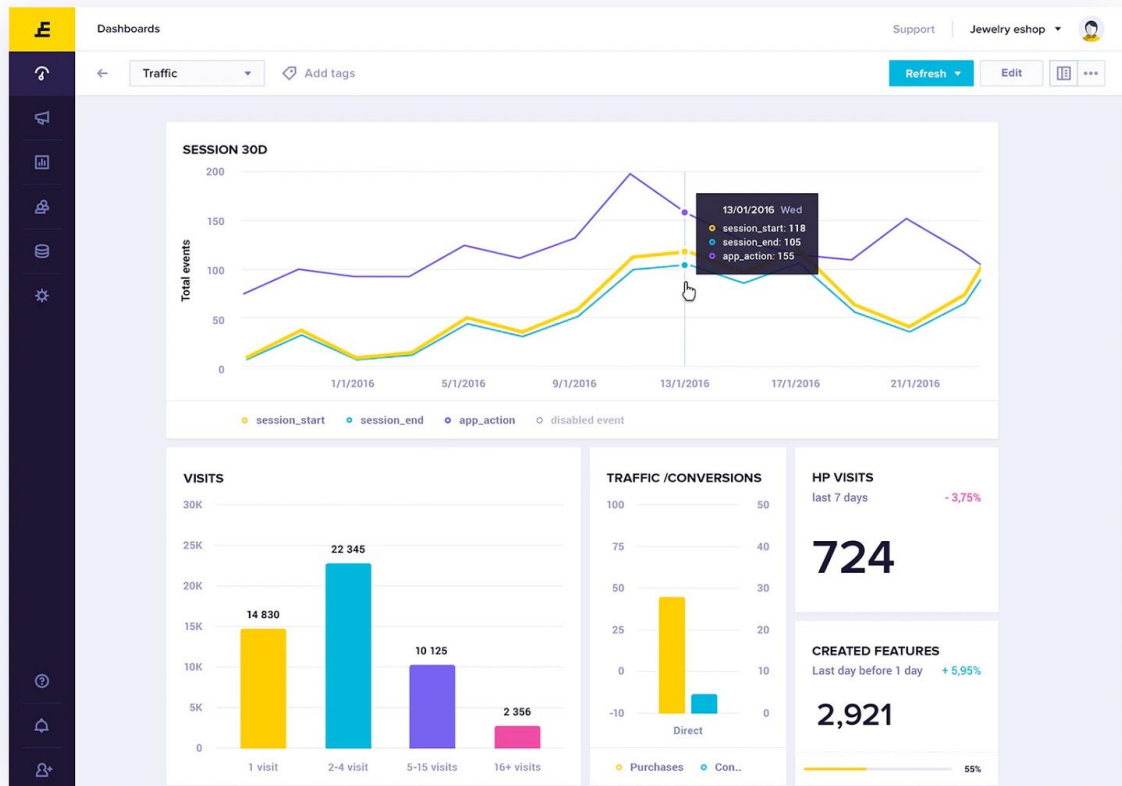 Dashboards
Support
Jewelry eshop
Traffic
Add tags
Refresh
Edit
SESSION 30D
Total events
200
150
100
50
0
13/01/2016 Wed
session_start: 118
session_end: 105
app_action: 155
1/1/2016 5/1/2016 9/1/2016 13/1/2016 17/1/2016 21/1/2016
session_start session_end app_action disabled event
VISITS
30K
25K
20K
15K
10K
5K
0
14 830
22 345
10 125
2 356
1 visit 2-4 visit 5-15 visits 16+ visits
TRAFFIC /CONVERSIONS
100 50
75 40
50 30
25 20
0 10
-10 0
Direct
Purchases Con..
HP VISITS
last 7 days - 3,75%
724
CREATED FEATURES
Last day before 1 day + 5,95%
2,921
55%